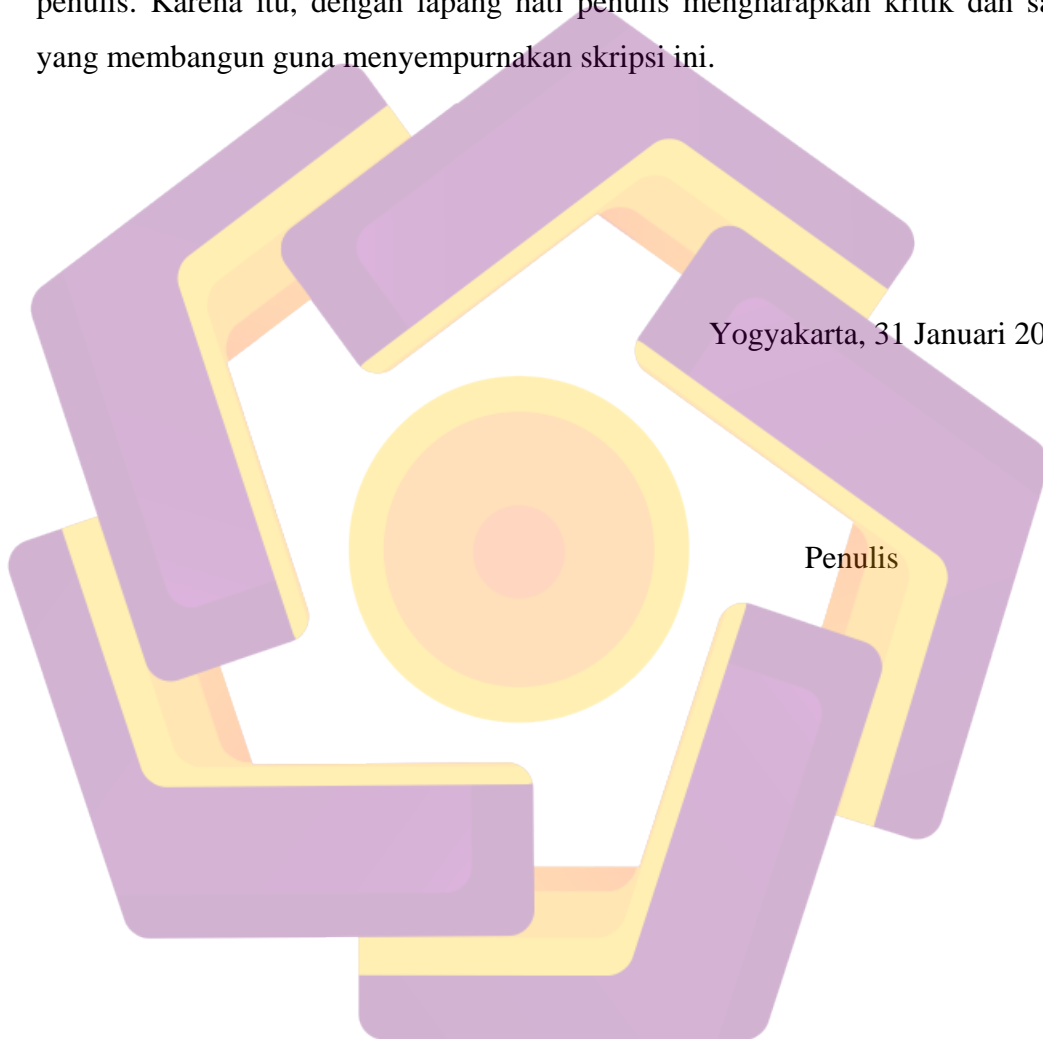 penulis. Karena itu, dengan lapang hati penulis mengharapkan kritik dan sa
yang membangun guna menyempurnakan skripsi ini.
Yogyakarta, 31 Januari 20
Penulis